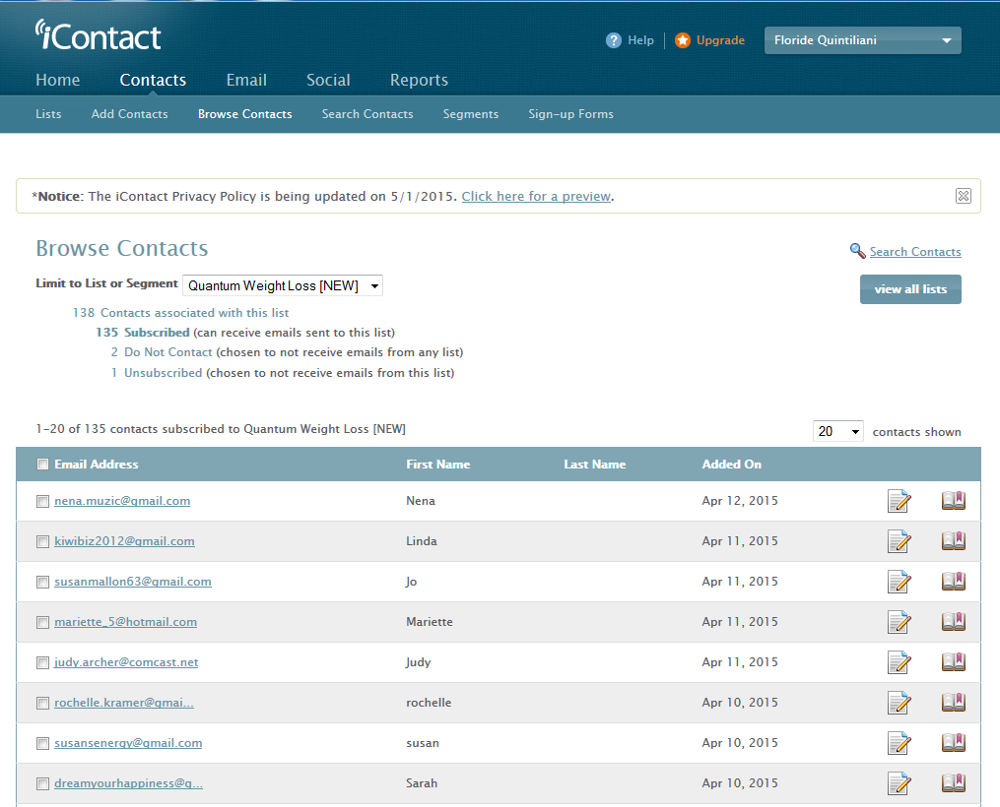 iContact
Help | Upgrade Floride Quintiliani
Home Contacts Email Social Reports
Lists Add Contacts Browse Contacts Search Contacts Segments Sign-up Forms
*Notice: The iContact Privacy Policy is being updated on 5/1/2015. Click here for a preview.
Browse Contacts
Search Contacts
Limit to List or Segment Quantum Weight Loss [NEW]
view all lists
138 Contacts associated with this list
135 Subscribed (can receive emails sent to this list)
2 Do Not Contact (chosen to not receive emails from any list)
1 Unsubscribed (chosen to not receive emails from this list)
1-20 of 135 contacts subscribed to Quantum Weight Loss [NEW]
20 contacts shown
Email Address First Name Last Name Added On
nena.muzic@gmail.com Nena Apr 12, 2015
kiwibiz2012@gmail.com Linda Apr 11, 2015
susanmallon63@gmail.com Jo Apr 11, 2015
mariette_5@hotmail.com Mariette Apr 11, 2015
judy.archer@comcast.net Judy Apr 11, 2015
rochelle.kramer@gmai... rochelle Apr 10, 2015
susansenergy@gmail.com susan Apr 10, 2015
dreamyourhappiness@g... Sarah Apr 10, 2015